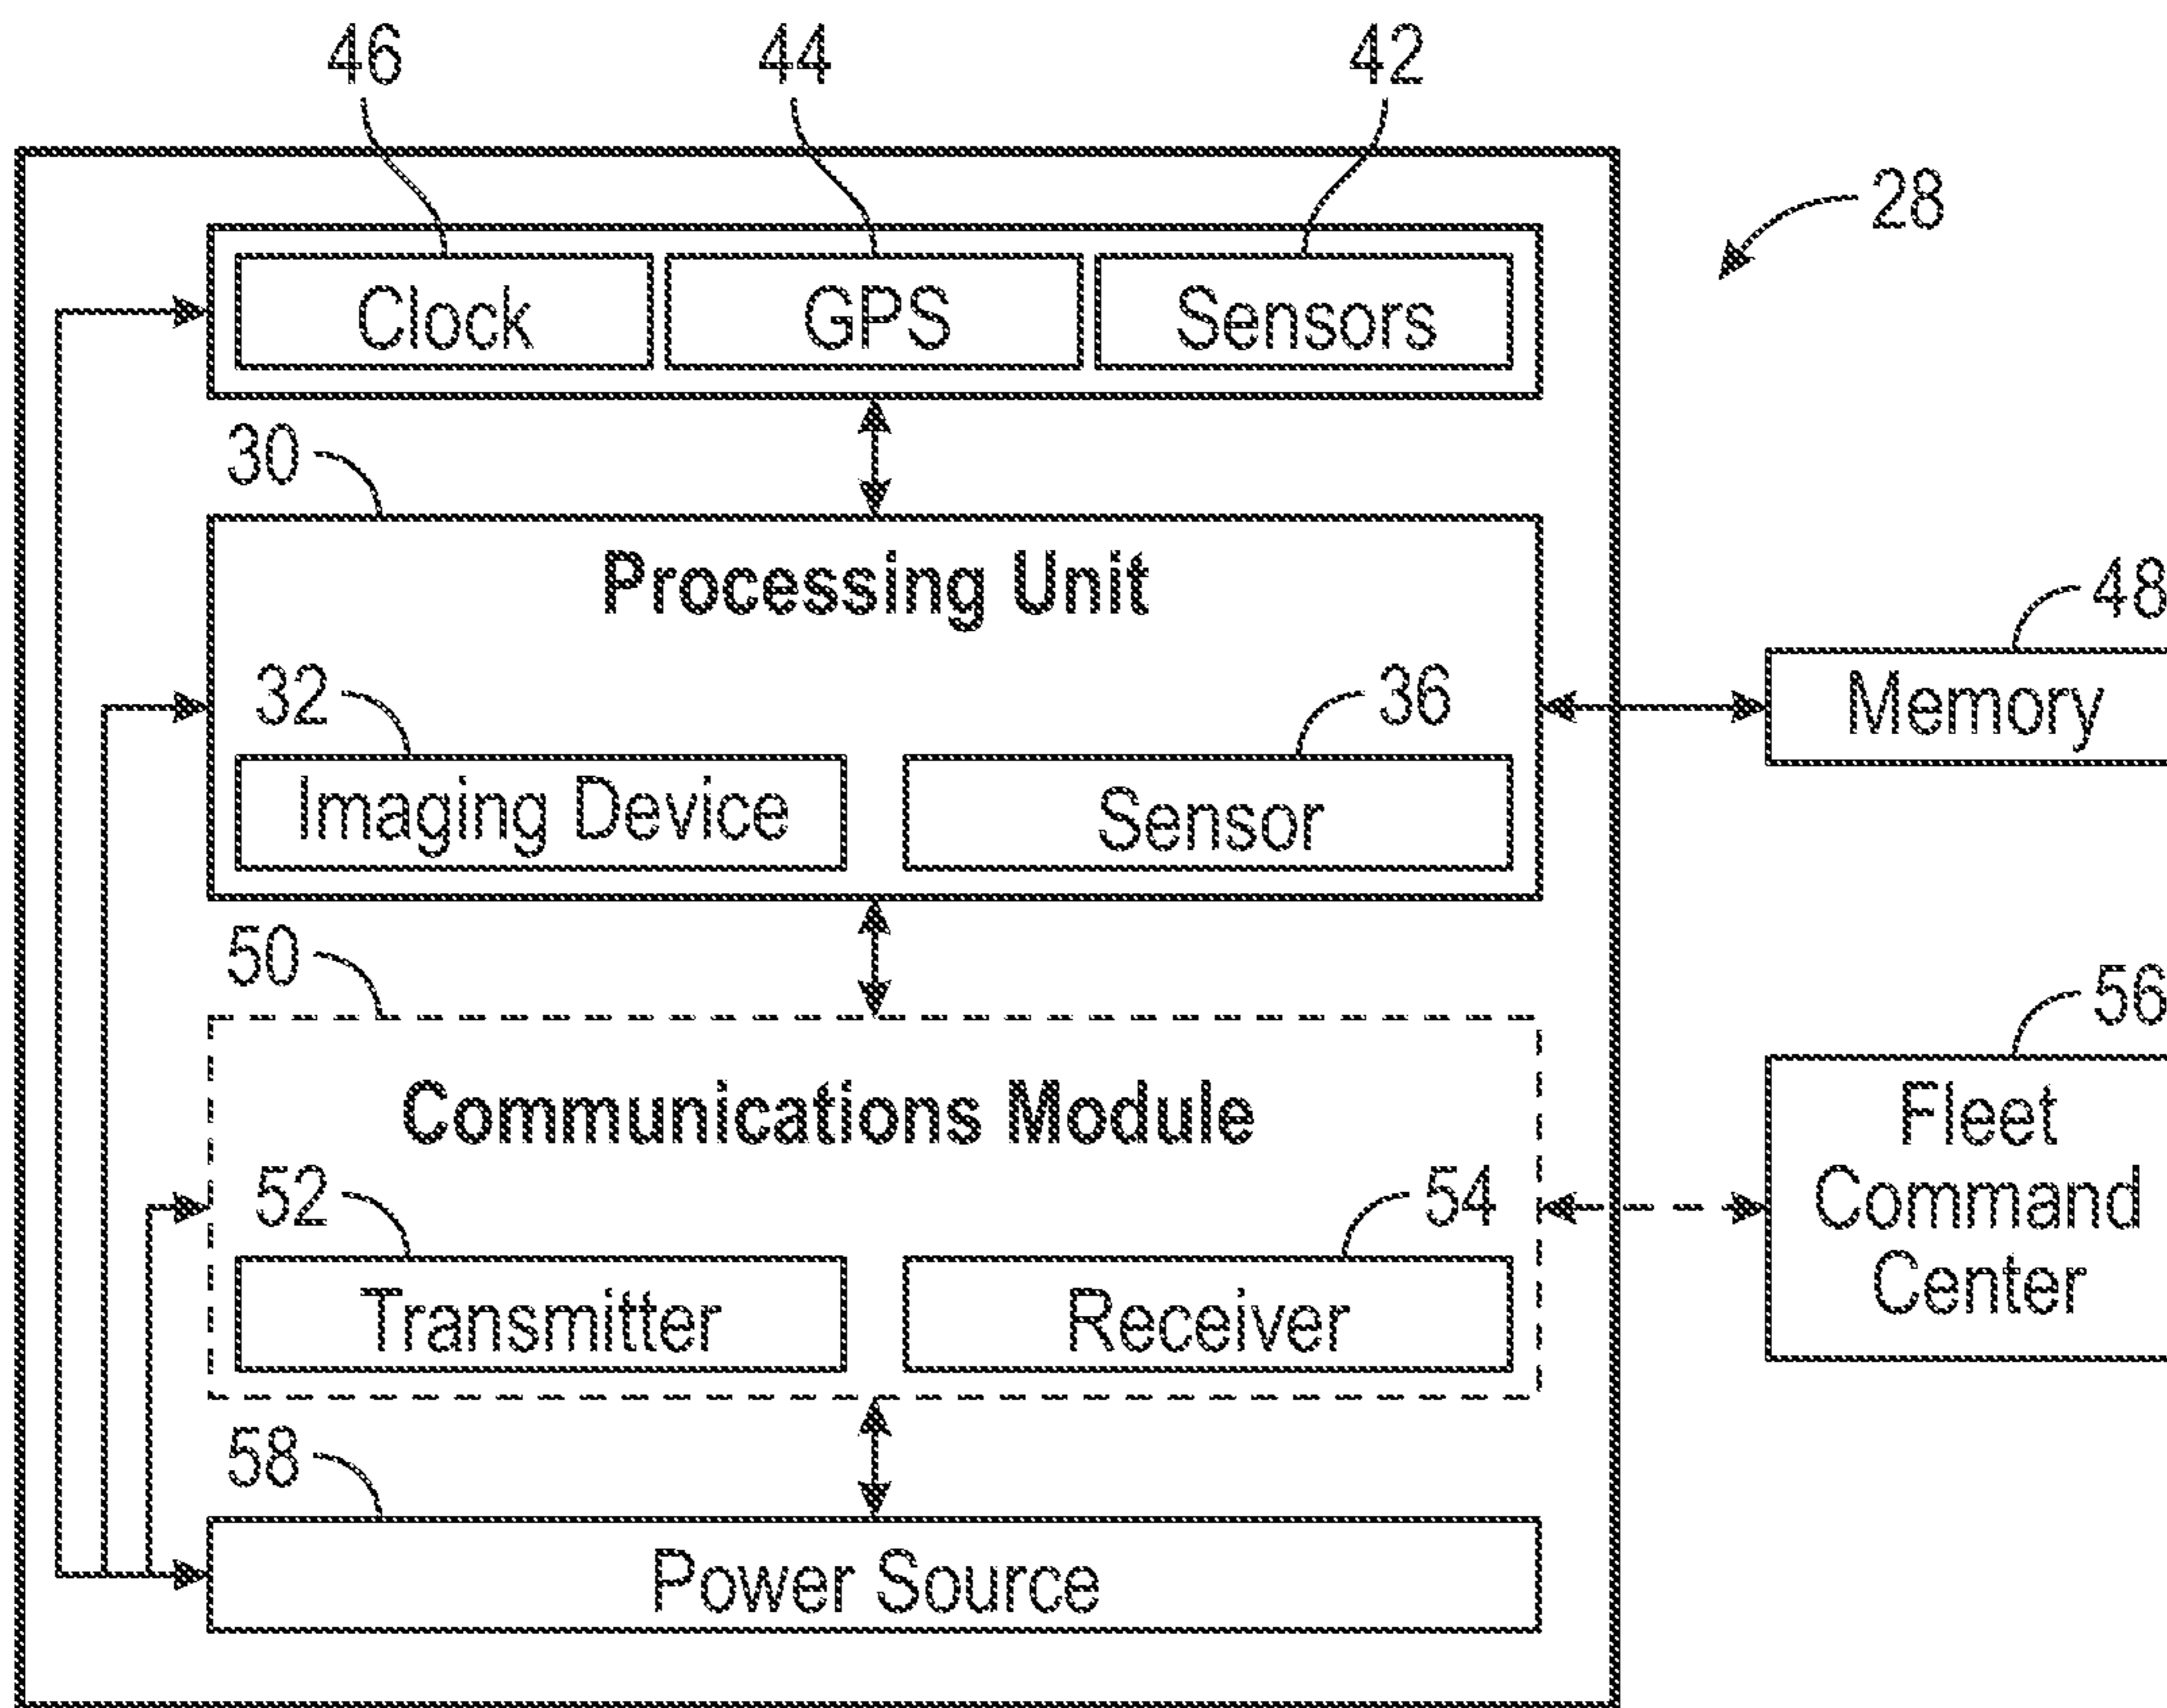 46 44 42
28
Clock GPS Sensors
30
Processing Unit
48
Memory
32 36
Imaging Device Sensor
50
56
Fleet
Command
Center
Communications Module
52 54
Transmitter Receiver
58
Power Source